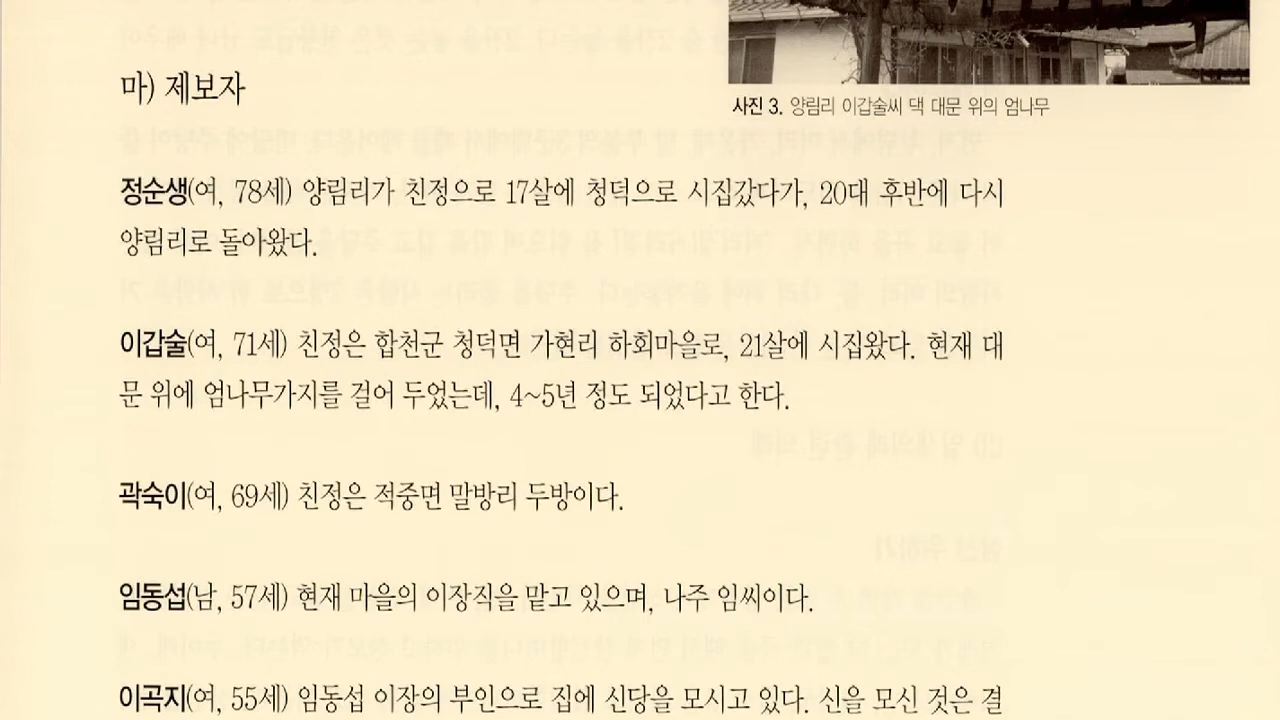 사진 3. 양림리 이갑술씨 댁 대문 위의 엄나무
마) 제보자
정순생(여, 78세) 양림리가 친정으로 17살에 청덕으로 시집갔다가, 20대 후반에 다시
양림리로 돌아왔다.
이갑술(여, 71세) 친정은 합천군 청덕면 가현리 하회마을로, 21살에 시집왔다. 현재 대
문 위에 엄나무가지를 걸어 두었는데, 4~5년 정도 되었다고 한다.
곽숙이(여, 69세) 친정은 적중면 말방리 두방이다.
임동섭(남, 57세) 현재 마을의 이장직을 맡고 있으며, 나주 임씨이다.
이곡지(여, 55세) 임동섭 이장의 부인으로 집에 신당을 모시고 있다. 신을 모신 것은 결